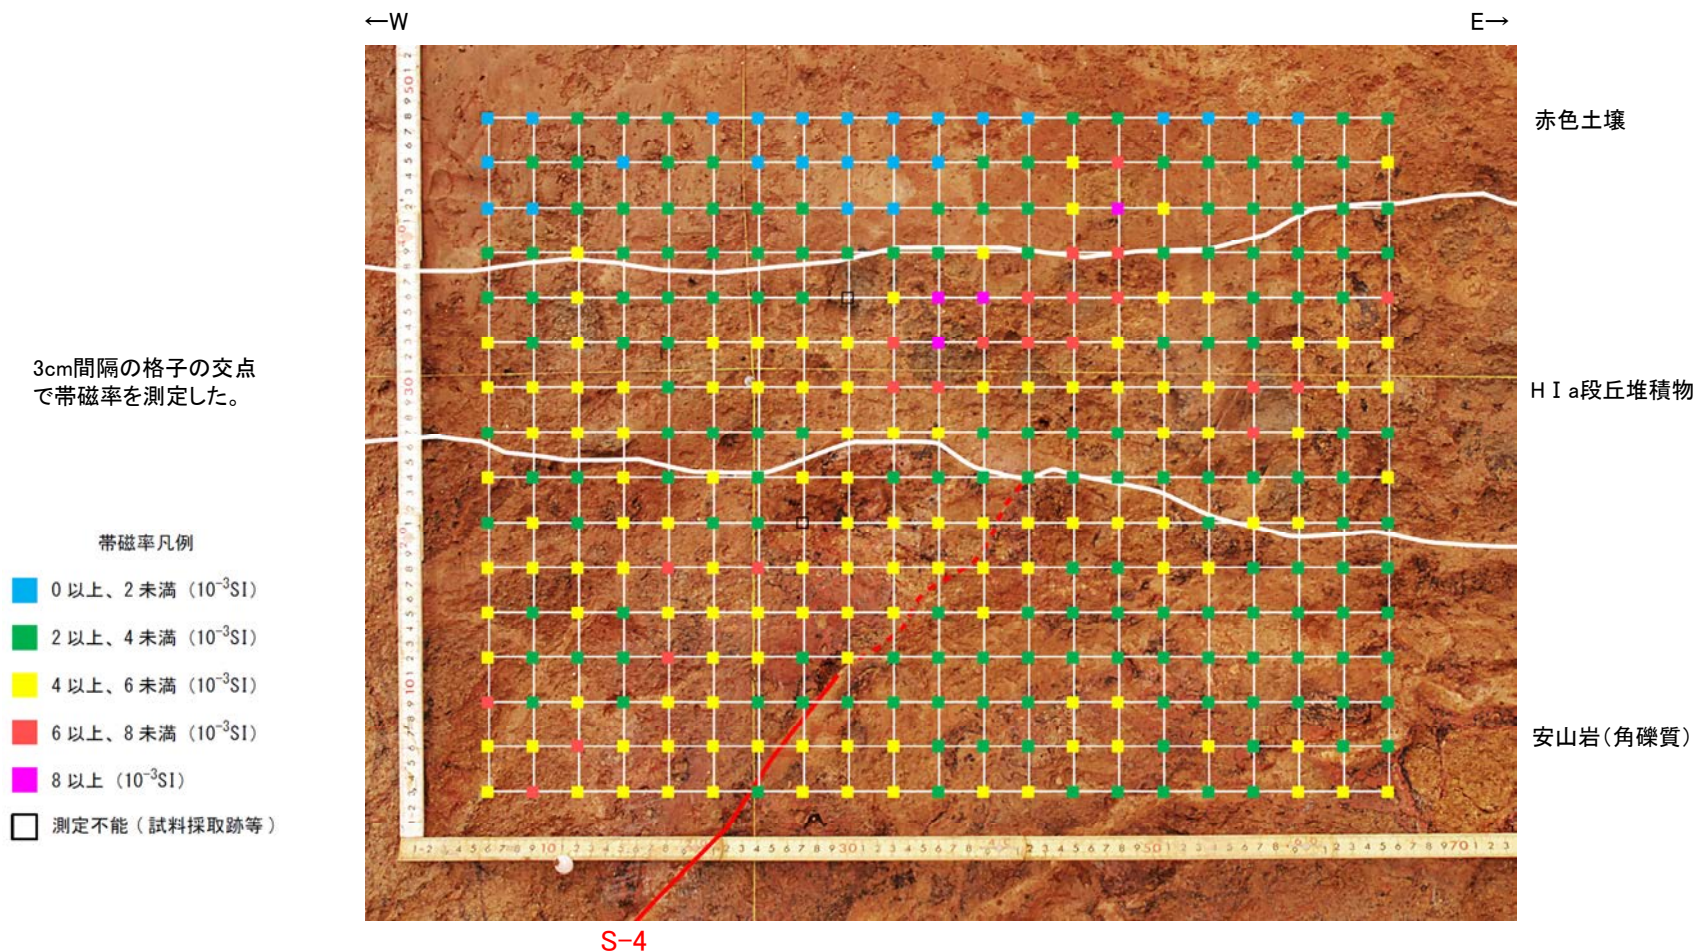 ←W
E→
赤色土壌
3cm間隔の格子の交点
で帯磁率を測定した。
HⅠa段丘堆積物
帯磁率凡例
0 以上、2 未満 (10⁻³SI)
2 以上、4 未満 (10⁻³SI)
4 以上、6 未満 (10⁻³SI)
6 以上、8 未満 (10⁻³SI)
8 以上 (10⁻³SI)
測定不能 ( 試料採取跡等 )
安山岩(角礫質)
S-4